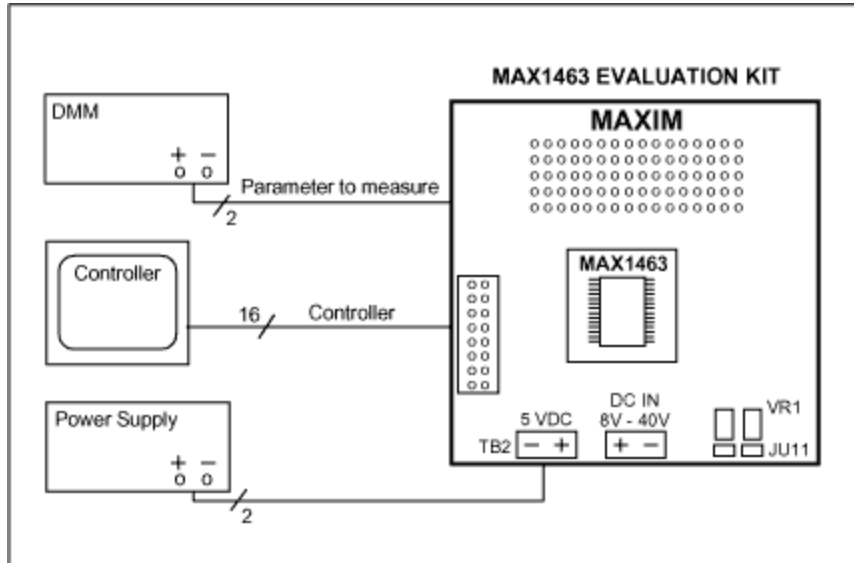 MAX1463 EVALUATION KIT
DMM
+ −
Parameter to measure
2
MAXIM
Controller
16
Controller
MAX1463
Power Supply
+ −
2
5 VDC
TB2
− +
DC IN
8V - 40V
+ −
VR1
JU11